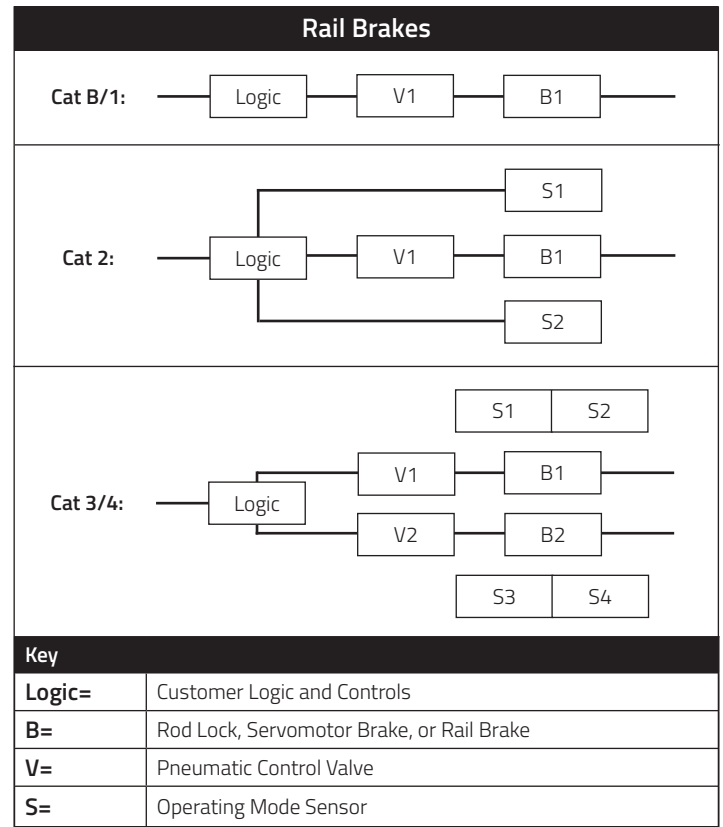 Rail Brakes
Cat B/1: Logic V1 B1
S1
Cat 2: Logic V1 B1
S2
S1 S2
V1 B1
Cat 3/4: Logic
V2 B2
S3 S4
Key
Logic= Customer Logic and Controls
B= Rod Lock, Servomotor Brake, or Rail Brake
V= Pneumatic Control Valve
S= Operating Mode Sensor